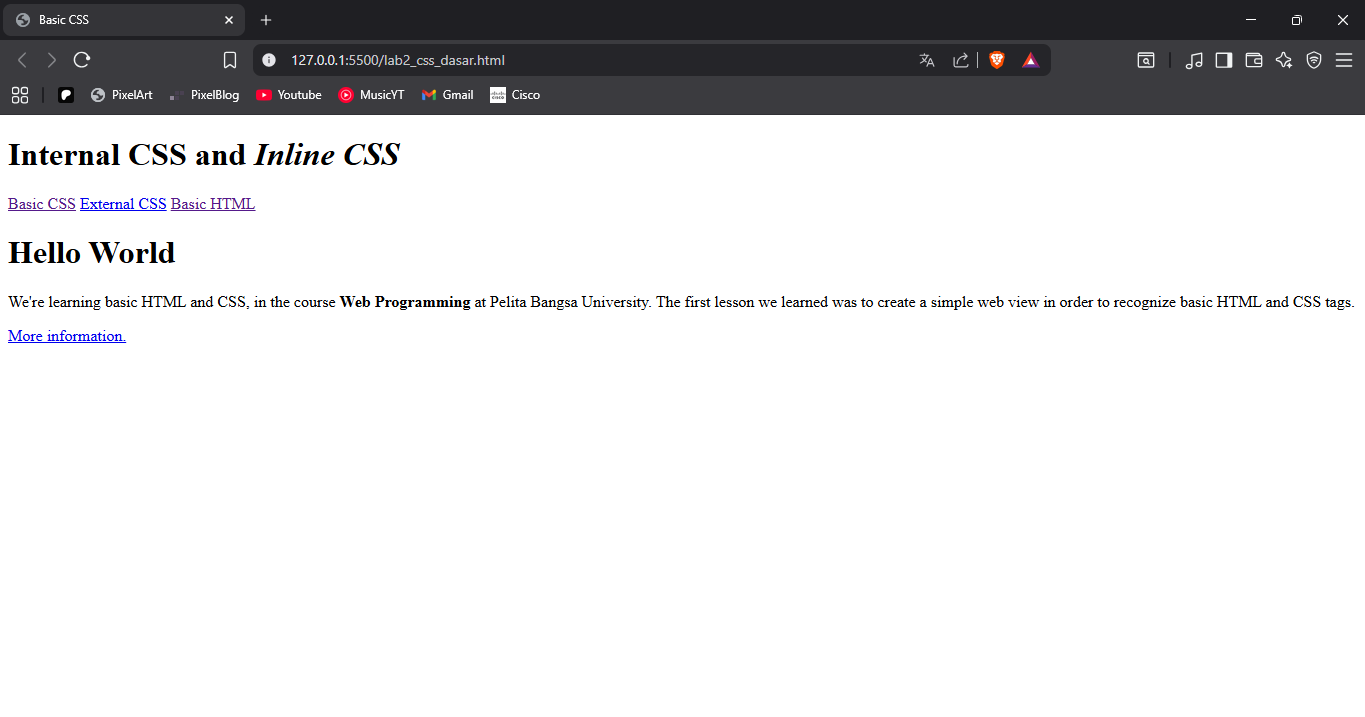 Basic CSS
127.0.0.1:5500/lab2_css_dasar.html
PixelArt PixelBlog Youtube MusicYT Gmail Cisco
Internal CSS and Inline CSS
Basic CSS External CSS Basic HTML
Hello World
We're learning basic HTML and CSS, in the course Web Programming at Pelita Bangsa University. The first lesson we learned was to create a simple web view in order to recognize basic HTML and CSS tags.
More information.